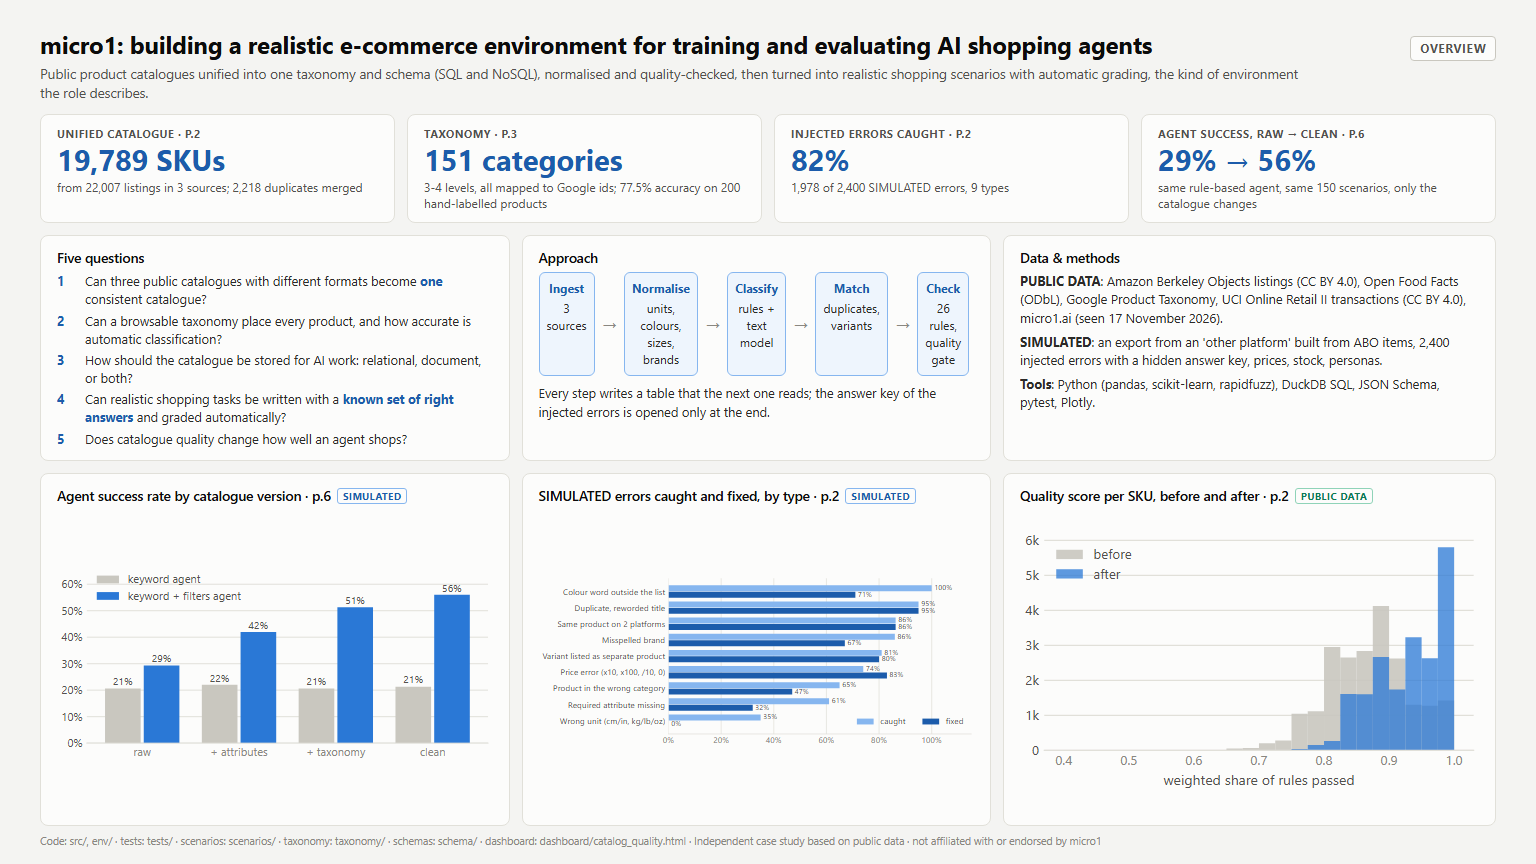 micro1: building a realistic e-commerce environment for training and evaluating AI shopping agents
OVERVIEW
Public product catalogues unified into one taxonomy and schema (SQL and NoSQL), normalised and quality-checked, then turned into realistic shopping scenarios with automatic grading, the kind of environment
the role describes.
UNIFIED CATALOGUE · P.2
19,789 SKUs
from 22,007 listings in 3 sources; 2,218 duplicates merged
TAXONOMY · P.3
151 categories
3-4 levels, all mapped to Google ids; 77.5% accuracy on 200
hand-labelled products
INJECTED ERRORS CAUGHT · P.2
82%
1,978 of 2,400 SIMULATED errors, 9 types
AGENT SUCCESS, RAW → CLEAN · P.6
29% → 56%
same rule-based agent, same 150 scenarios, only the
catalogue changes
Five questions
1 Can three public catalogues with different formats become one
consistent catalogue?
2 Can a browsable taxonomy place every product, and how accurate is
automatic classification?
3 How should the catalogue be stored for AI work: relational, document,
or both?
4 Can realistic shopping tasks be written with a known set of right
answers and graded automatically?
5 Does catalogue quality change how well an agent shops?
Approach
Ingest
3
sources
→
Normalise
units,
colours,
sizes,
brands
→
Classify
rules +
text
model
→
Match
duplicates,
variants
→
Check
26
rules,
quality
gate
Every step writes a table that the next one reads; the answer key of the
injected errors is opened only at the end.
Data & methods
PUBLIC DATA: Amazon Berkeley Objects listings (CC BY 4.0), Open Food Facts
(ODbL), Google Product Taxonomy, UCI Online Retail II transactions (CC BY 4.0),
micro1.ai (seen 17 November 2026).
SIMULATED: an export from an 'other platform' built from ABO items, 2,400
injected errors with a hidden answer key, prices, stock, personas.
Tools: Python (pandas, scikit-learn, rapidfuzz), DuckDB SQL, JSON Schema,
pytest, Plotly.
Agent success rate by catalogue version · p.6 SIMULATED
keyword agent
keyword + filters agent
60%
50%
40%
30%
20%
10%
0%
21% 29% 22% 42% 21% 51% 21% 56%
raw + attributes + taxonomy clean
SIMULATED errors caught and fixed, by type · p.2 SIMULATED
Colour word outside the list 100% 71%
Duplicate, reworded title 95% 95%
Same product on 2 platforms 86% 86%
Misspelled brand 86% 67%
Variant listed as separate product 81% 80%
Price error (x10, x100, /10, 0) 74% 83%
Product in the wrong category 65% 47%
Required attribute missing 61% 32%
Wrong unit (cm/in, kg/lb/oz) 35% 0%
caught fixed
0% 20% 40% 60% 80% 100%
Quality score per SKU, before and after · p.2 PUBLIC DATA
before
after
6k
5k
4k
3k
2k
1k
0
0.4 0.5 0.6 0.7 0.8 0.9 1.0
weighted share of rules passed
Code: src/, env/ · tests: tests/ · scenarios: scenarios/ · taxonomy: taxonomy/ · schemas: schema/ · dashboard: dashboard/catalog_quality.html · Independent case study based on public data · not affiliated with or endorsed by micro1